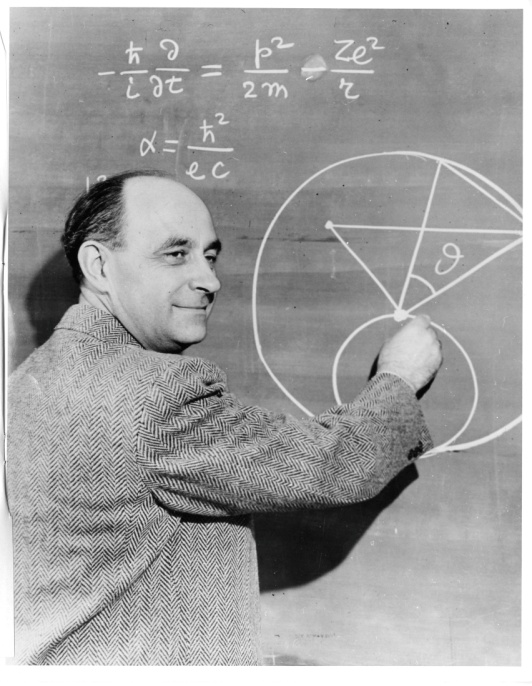 -ħ/i ∂/∂t = p²/2m - Ze²/r
α = ħ²/ec
ϑ